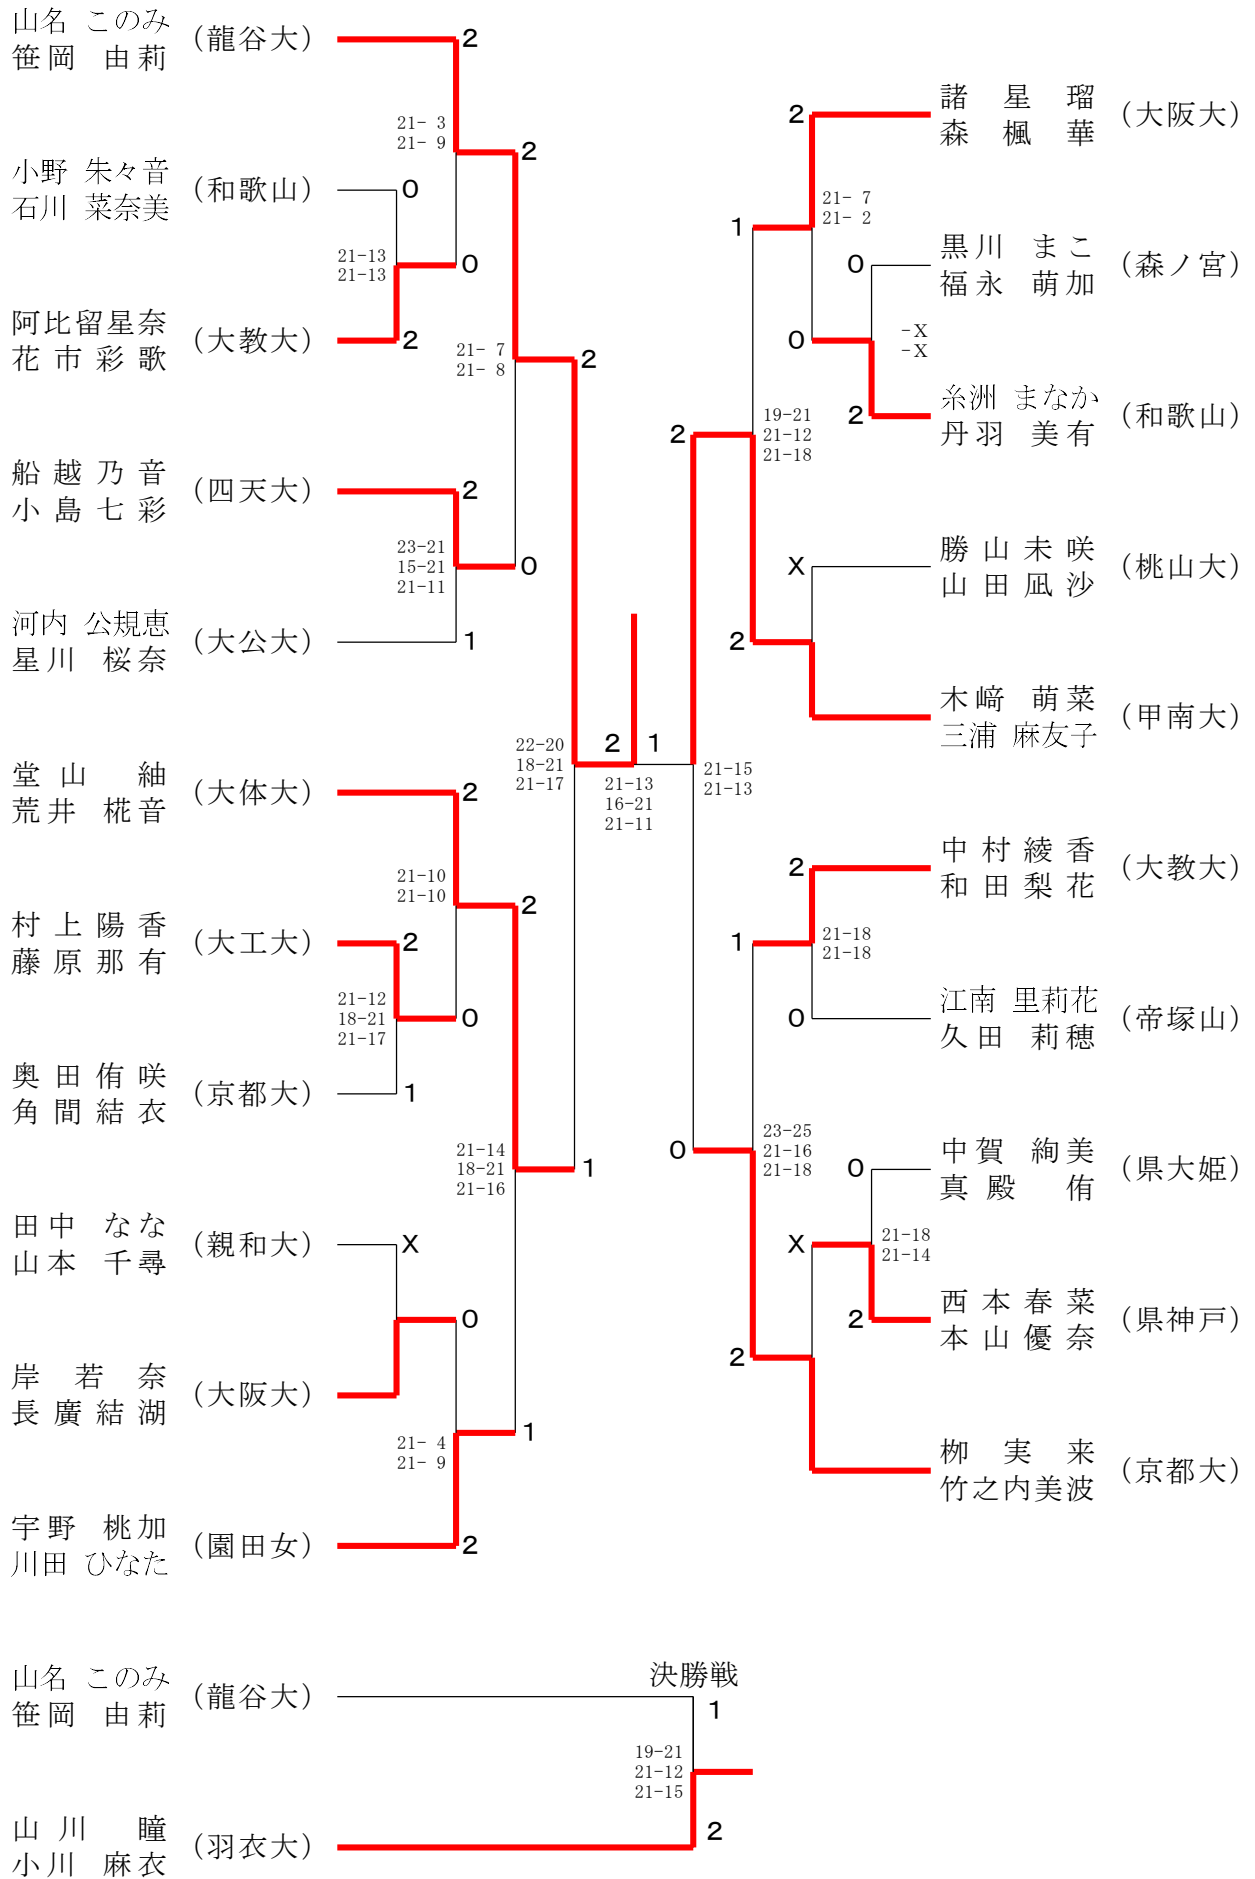 山名 このみ
笹岡 由莉
(龍谷大)
2
21- 3
21- 9
2
小野 朱々音
石川 菜奈美
(和歌山)
0
21-13
21-13
0
阿比留星奈
花市彩歌
(大教大)
2
21- 7
21- 8
2
船越乃音
小島七彩
(四天大)
2
23-21
15-21
21-11
0
河内 公規恵
星川 桜奈
(大公大)
1
22-20
18-21
21-17
2
1
21-13
16-21
21-11
堂山 紬
荒井 椛音
(大体大)
2
21-10
21-10
2
村上陽香
藤原那有
(大工大)
2
21-12
18-21
21-17
0
奥田侑咲
角間結衣
(京都大)
1
21-14
18-21
21-16
1
田中 なな
山本 千尋
(親和大)
X
0
岸若奈
長廣結湖
(大阪大)
21- 4
21- 9
1
宇野 桃加
川田 ひなた
(園田女)
2
諸星瑠
森楓華
(大阪大)
2
21- 7
21- 2
1
黒川 まこ
福永 萌加
(森ノ宮)
0
-X
-X
0
糸洲 まなか
丹羽 美有
(和歌山)
2
19-21
21-12
21-18
2
勝山未咲
山田凪沙
(桃山大)
X
2
木﨑 萌菜
三浦 麻友子
(甲南大)
21-15
21-13
中村綾香
和田梨花
(大教大)
2
21-18
21-18
1
江南 里莉花
久田 莉穂
(帝塚山)
0
23-25
21-16
21-18
0
中賀 絢美
真殿 侑
(県大姫)
0
21-18
21-14
X
西本春菜
本山優奈
(県神戸)
2
2
栁実来
竹之内美波
(京都大)
決勝戦
山名 このみ
笹岡 由莉
(龍谷大)
1
19-21
21-12
21-15
山川 瞳
小川 麻衣
(羽衣大)
2